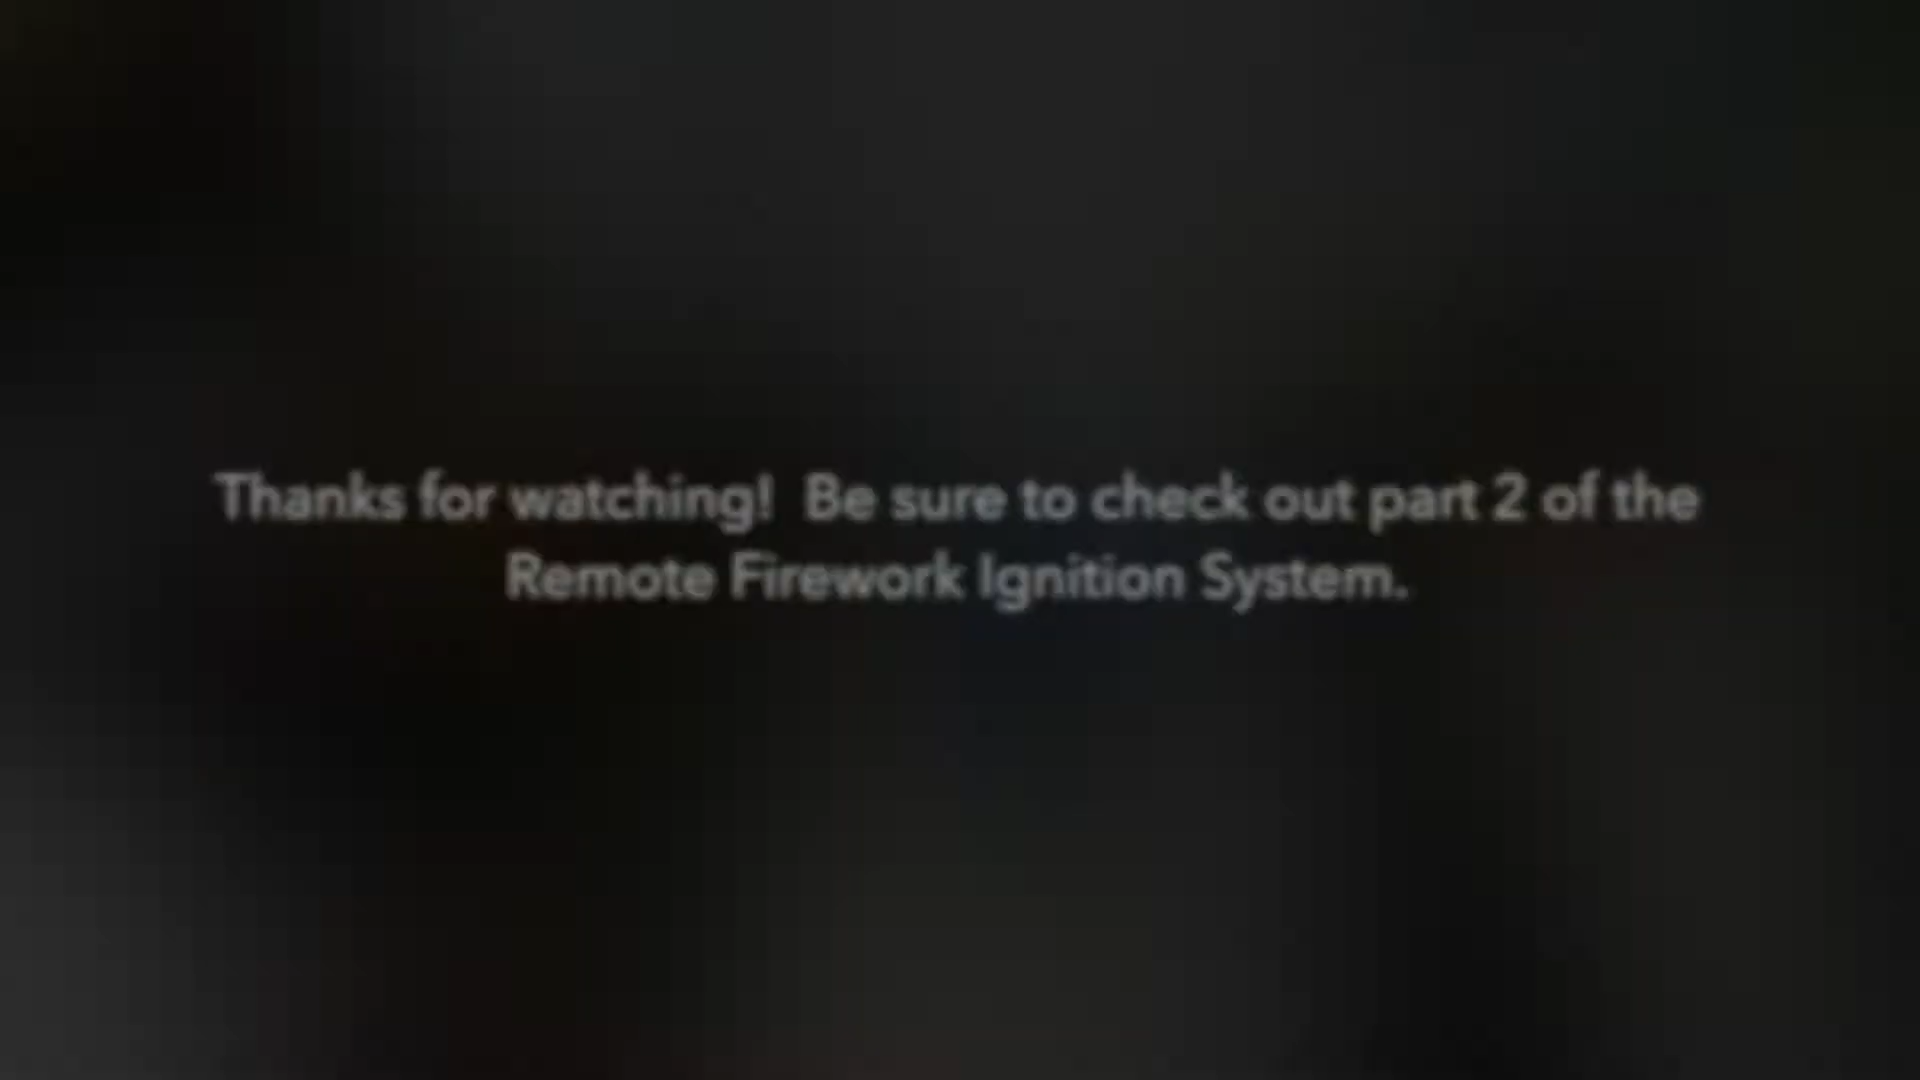 Thanks for watching!  Be sure to check out part 2 of the
Remote Firework Ignition System.